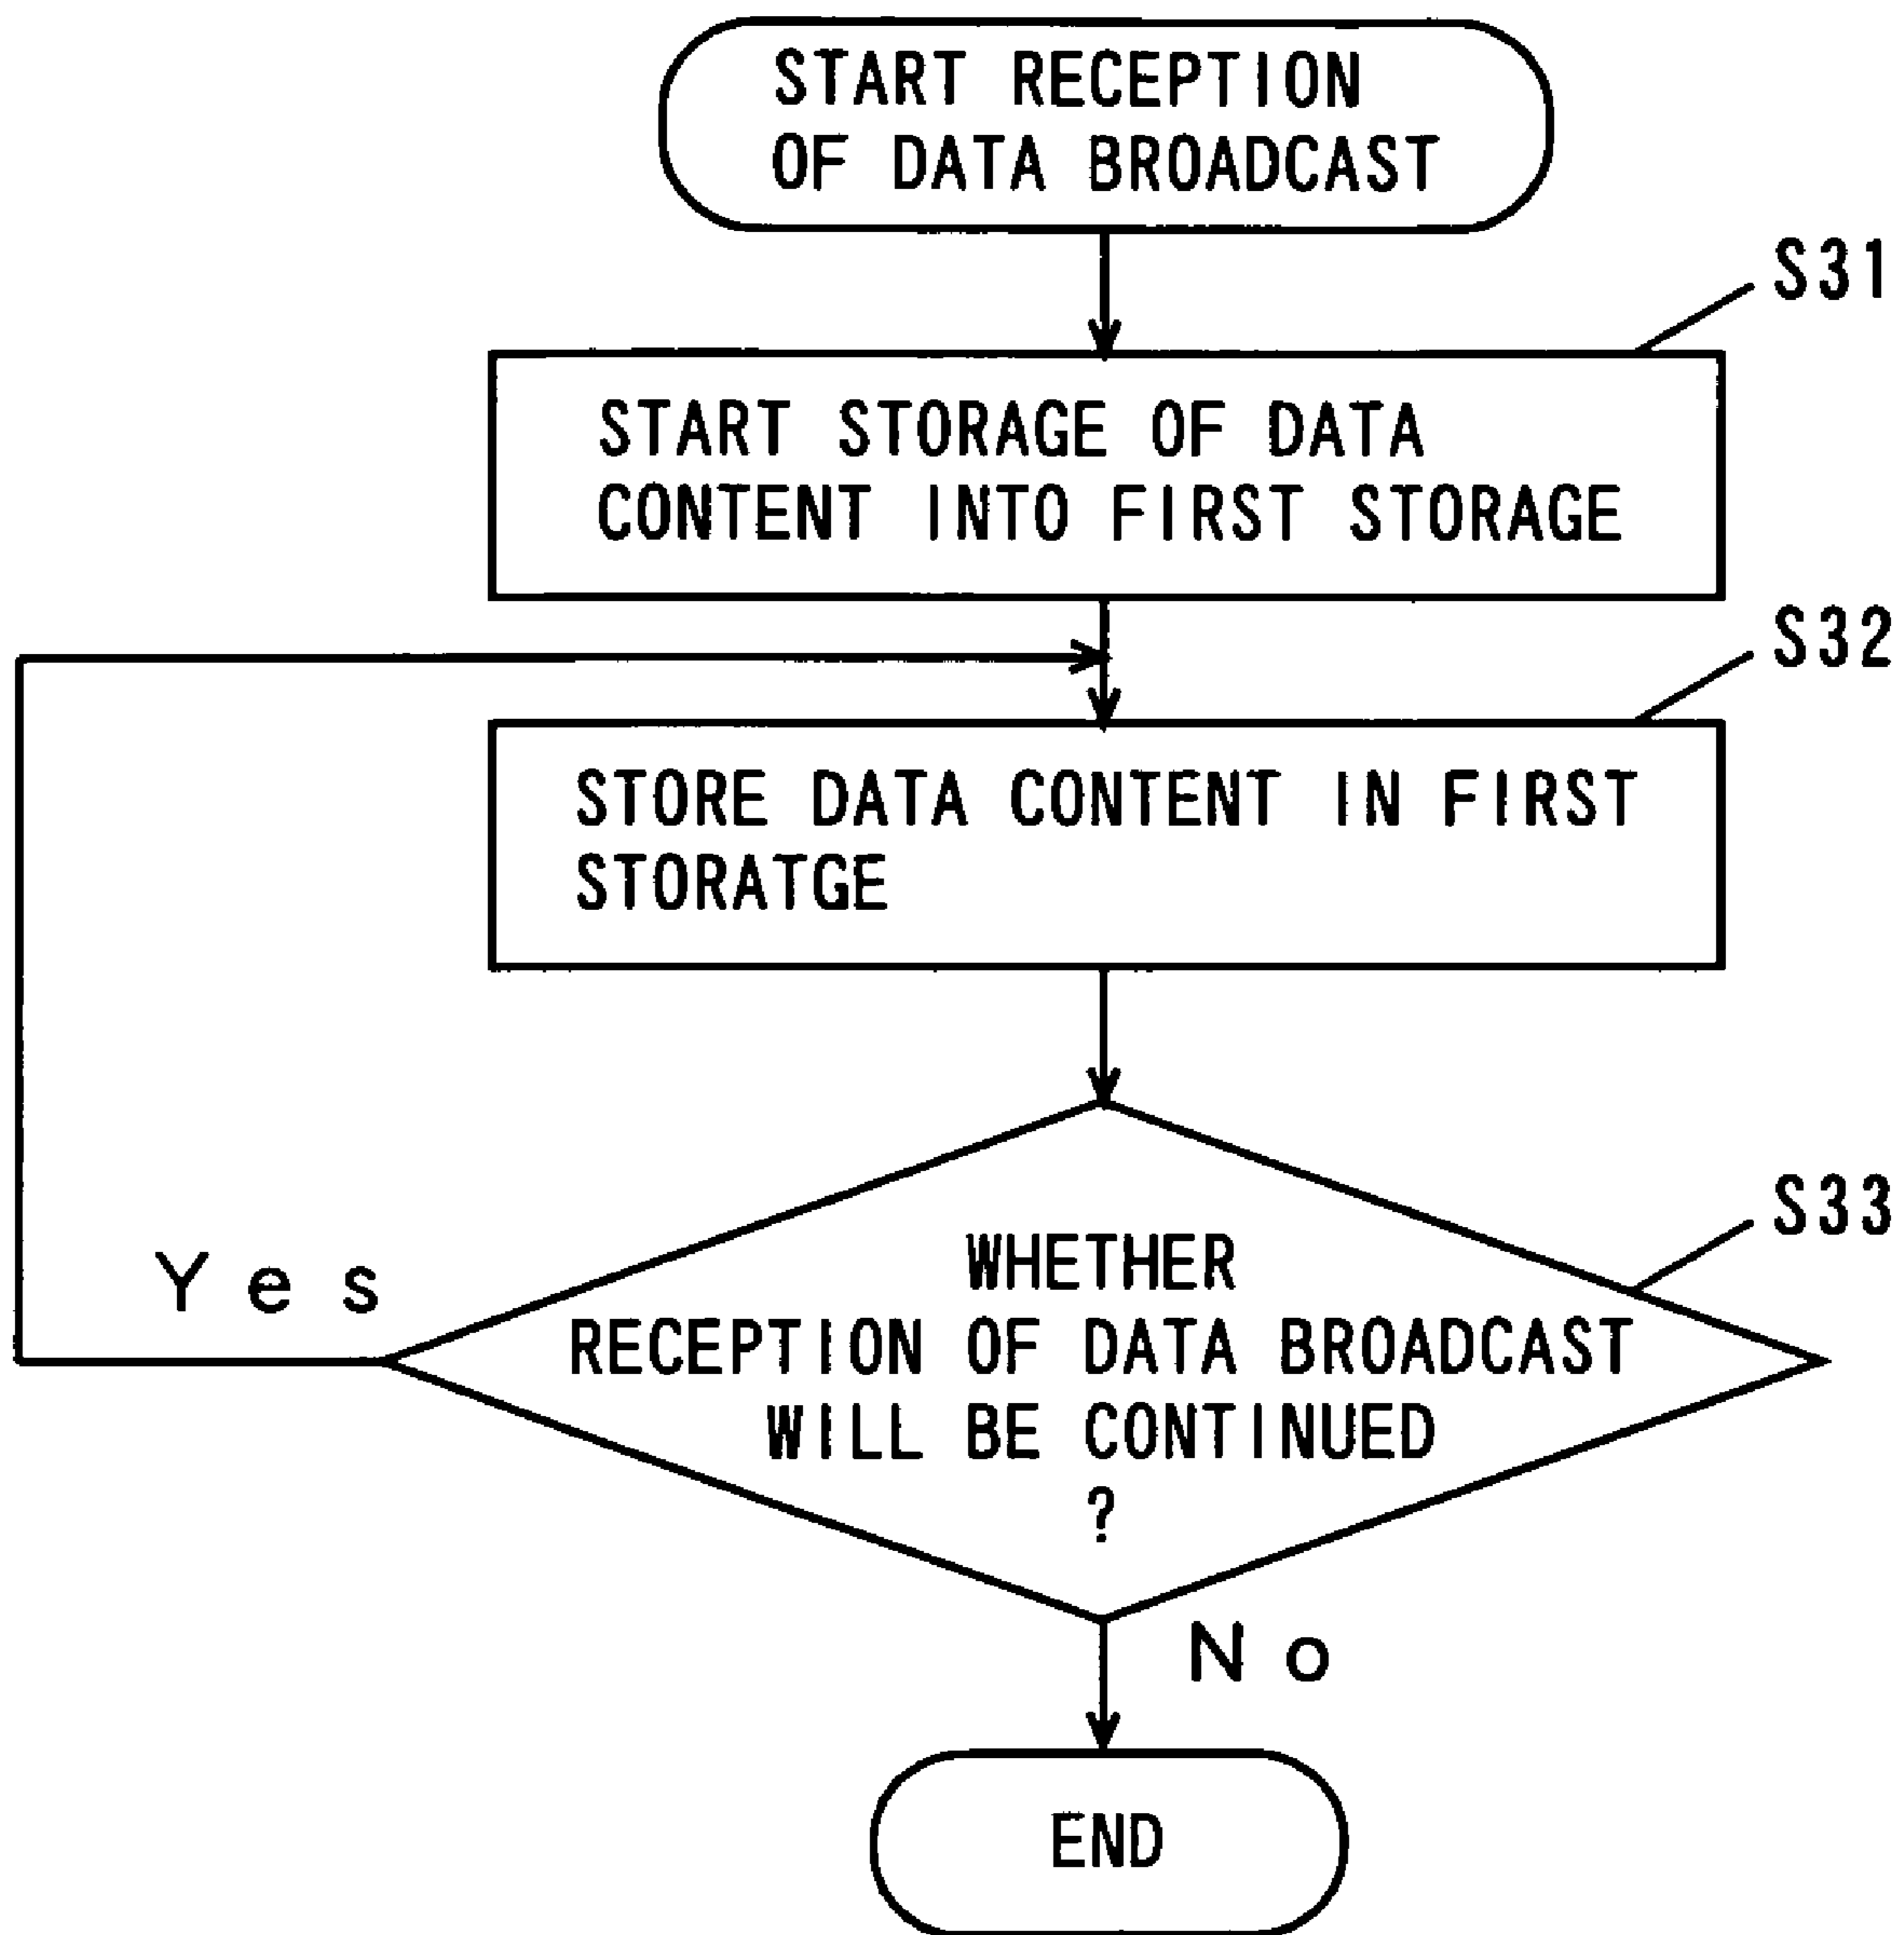 START RECEPTION
OF DATA BROADCAST
S31
START STORAGE OF DATA
CONTENT INTO FIRST STORAGE
S32
STORE DATA CONTENT IN FIRST
STORATGE
S33
WHETHER
RECEPTION OF DATA BROADCAST
WILL BE CONTINUED
?
Yes
No
END